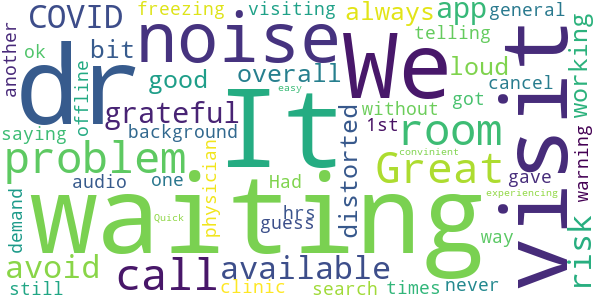 COVID
freezing
visiting
always
app
general
another
ok
offline
bit
noise
We
telling
dr
good
overall
loud
cancel
Visit
working
saying
grateful
It
easy
distorted
without
got
background
1st
room
warning
problem
physician
convinient
audio
one
Had
Great
gave
experiencing
demand
waiting
Quick
guess
hrs
way
risk
avoid
call
available
still
clinic
search
times
never